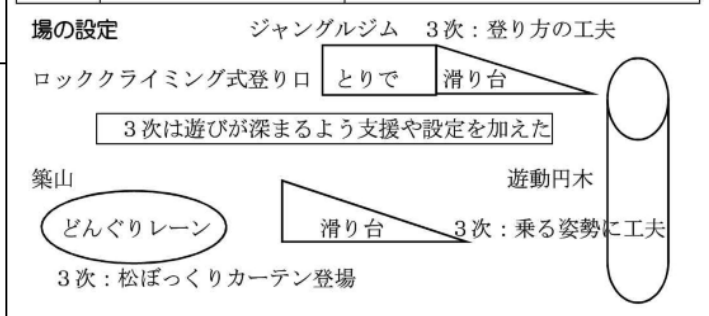 場の設定 ジャングルジム 3次：登り方の工夫
ロッククライミング式登り口 とりで 滑り台
3次は遊びが深まるよう支援や設定を加えた
築山 遊動円木
どんぐりレーン 滑り台 3次：乗る姿勢に工夫
3次：松ぼっくりカーテン登場